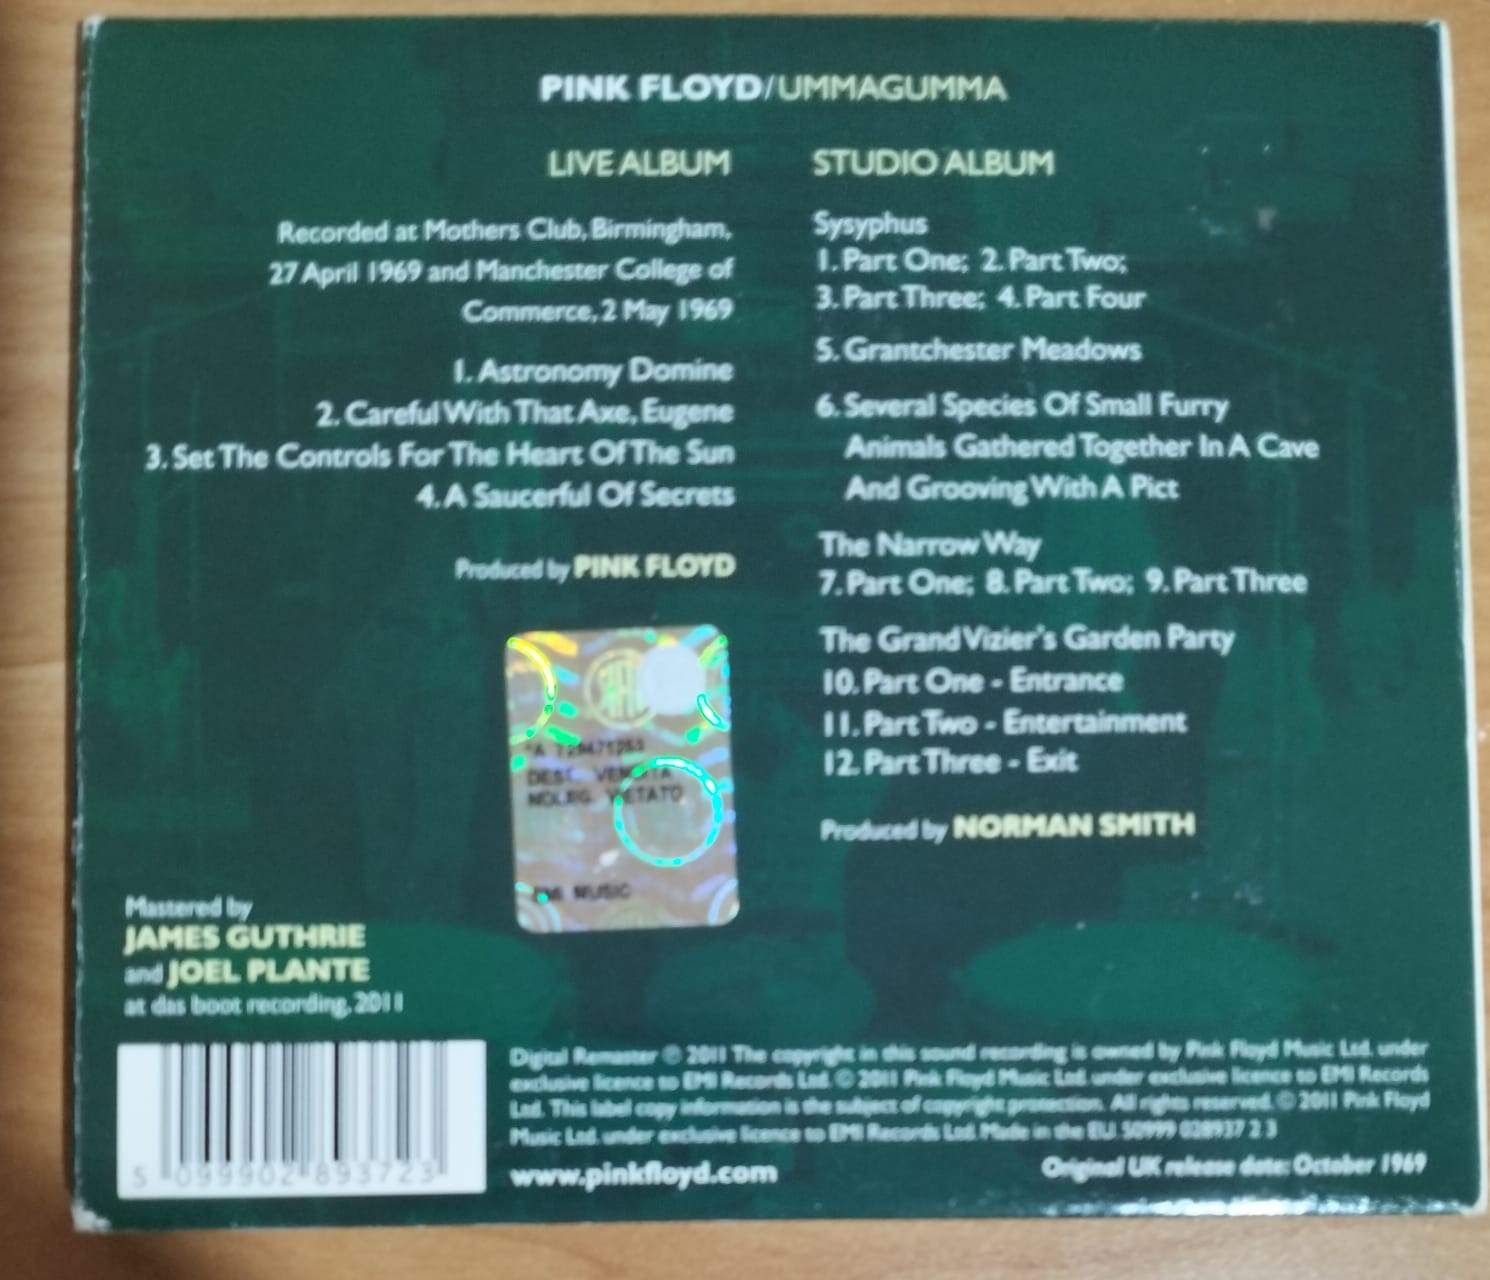 PINK FLOYD/UMMAGUMMA
LIVE ALBUM
Recorded at Mothers Club, Birmingham,
27 April 1969 and Manchester College of
Commerce, 2 May 1969
1. Astronomy Domine
2. Careful With That Axe, Eugene
3. Set The Controls For The Heart Of The Sun
4. A Saucerful Of Secrets
Produced by PINK FLOYD
STUDIO ALBUM
Sysyphus
1. Part One; 2. Part Two;
3. Part Three; 4. Part Four
5. Grantchester Meadows
6. Several Species Of Small Furry
Animals Gathered Together In A Cave
And Grooving With A Pict
The Narrow Way
7. Part One; 8. Part Two; 9. Part Three
The Grand Vizier's Garden Party
10. Part One - Entrance
11. Part Two - Entertainment
12. Part Three - Exit
Produced by NORMAN SMITH
DEST. VENDITA
NOLEG. VIETATO
EMI MUSIC
Mastered by
JAMES GUTHRIE
and JOEL PLANTE
at das boot recording, 2011
5 099902 893723
Digital Remaster ℗ 2011 The copyright in this sound recording is owned by Pink Floyd Music Ltd. under
exclusive licence to EMI Records Ltd. © 2011 Pink Floyd Music Ltd. under exclusive licence to EMI Records
Ltd. This label copy information is the subject of copyright protection. All rights reserved. © 2011 Pink Floyd
Music Ltd. under exclusive licence to EMI Records Ltd. Made in the EU. 50999 028937 2 3
www.pinkfloyd.com
Original UK release date: October 1969